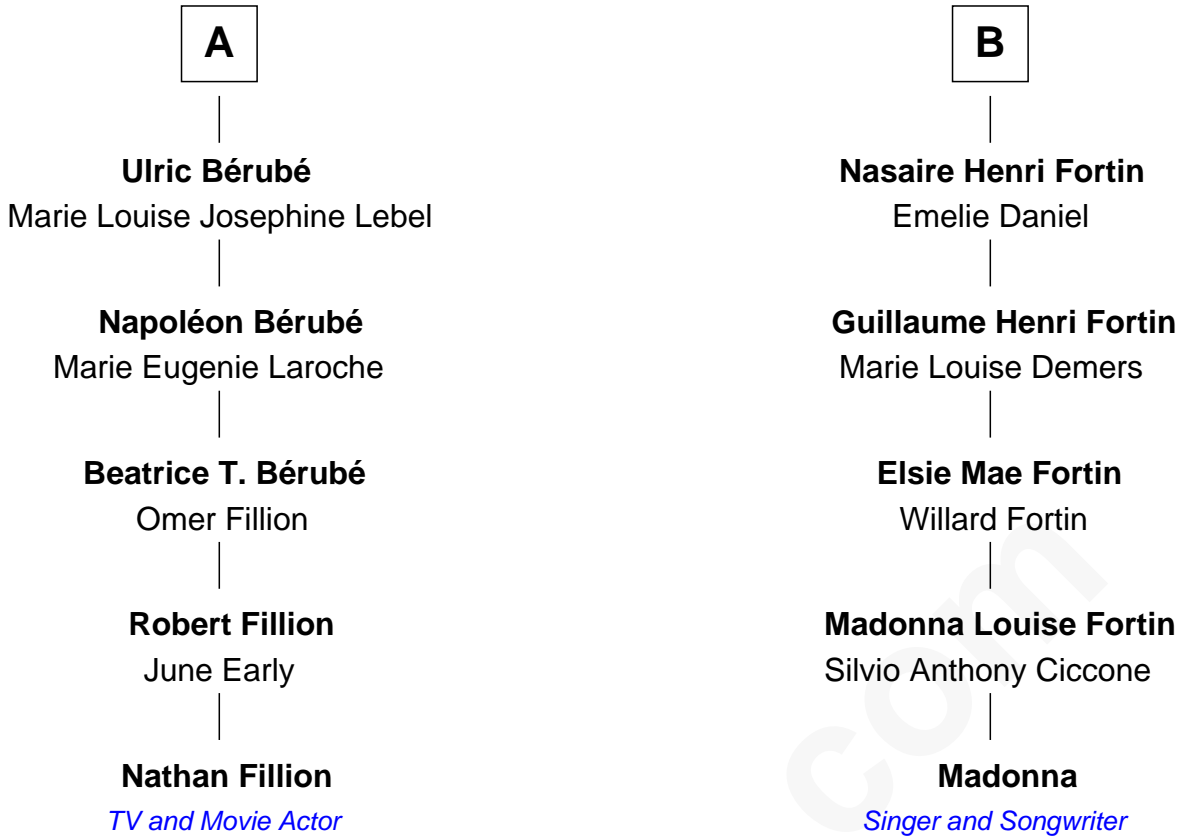 A
Ulric Bérubé
Marie Louise Josephine Lebel
Napoléon Bérubé
Marie Eugenie Laroche
Beatrice T. Bérubé
Omer Fillion
Robert Fillion
June Early
Nathan Fillion
TV and Movie Actor
B
Nasaire Henri Fortin
Emelie Daniel
Guillaume Henri Fortin
Marie Louise Demers
Elsie Mae Fortin
Willard Fortin
Madonna Louise Fortin
Silvio Anthony Ciccone
Madonna
Singer and Songwriter
com